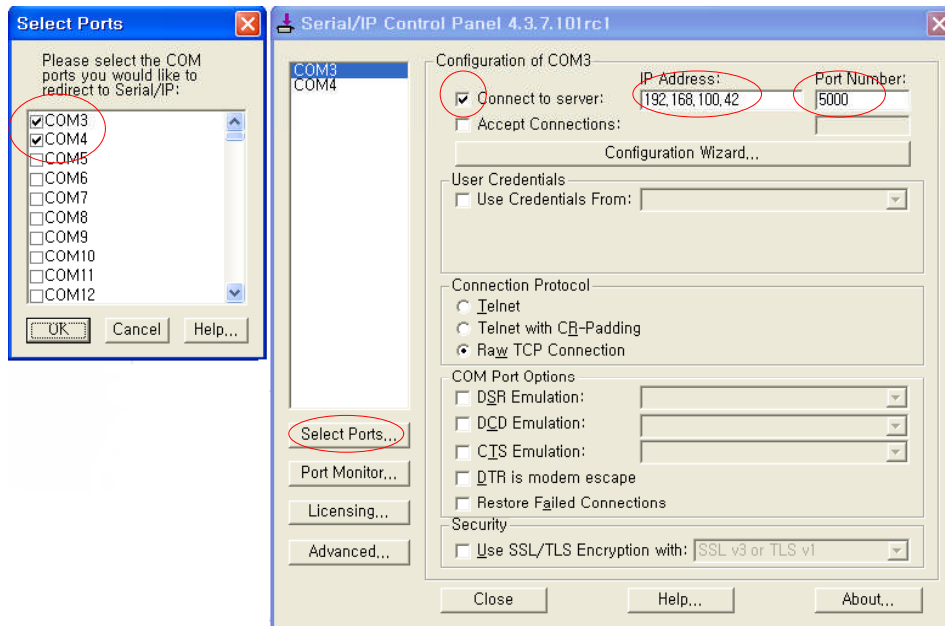 Select Ports
Please select the COM
ports you would like to
redirect to Serial/IP:
COM3
COM4
COM5
COM6
COM7
COM8
COM9
COM10
COM11
COM12
OK
Cancel
Help...
Serial/IP Control Panel 4.3.7.101rc1
COM3
COM4
Select Ports...
Port Monitor...
Licensing...
Advanced...
Configuration of COM3
IP Address:
Port Number:
Connect to server:
192.168.100.42
5000
Accept Connections:
Configuration Wizard...
User Credentials
Use Credentials From:
Connection Protocol
Telnet
Telnet with CR-Padding
Raw TCP Connection
COM Port Options
DSR Emulation:
DCD Emulation:
CTS Emulation:
DTR is modem escape
Restore Failed Connections
Security
Use SSL/TLS Encryption with: SSL v3 or TLS v1
Close
Help...
About...